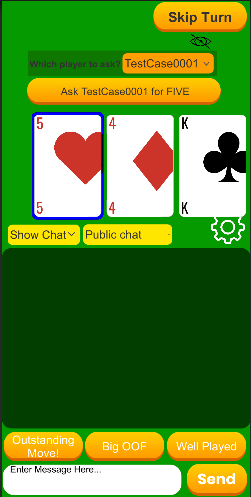 Skip Turn
Which player to ask? TestCase0001
Ask TestCase0001 for FIVE
5 4 K
5 4 K
Show Chat Public chat
Outstanding Move! Big OOF Well Played
Enter Message Here... Send